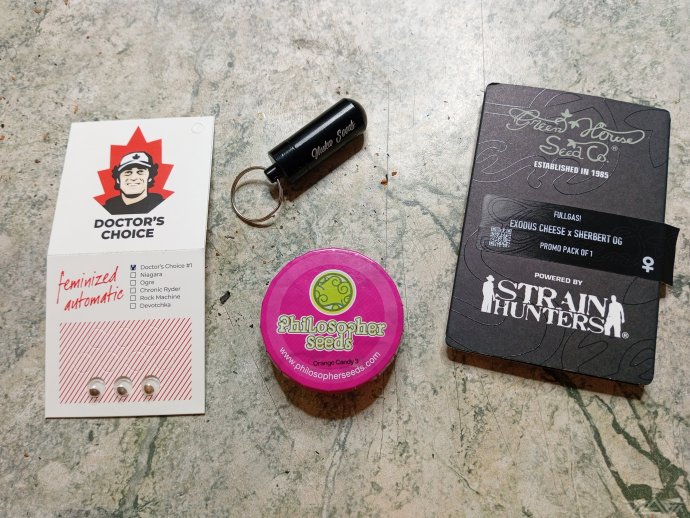 DOCTOR'S
CHOICE
feminized
automatic
Doctor's Choice #1
Niagara
Ogre
Chronic Ryder
Rock Machine
Devotchka
Nuka Seeds
Philosopher
seeds
Orange Candy 3
www.philosopherseeds.com
Green House
Seed Co.®
ESTABLISHED IN 1985
FULLGAS!
EXODUS CHEESE x SHERBERT OG
PROMO PACK OF 1
POWERED BY
STRAIN
HUNTERS®